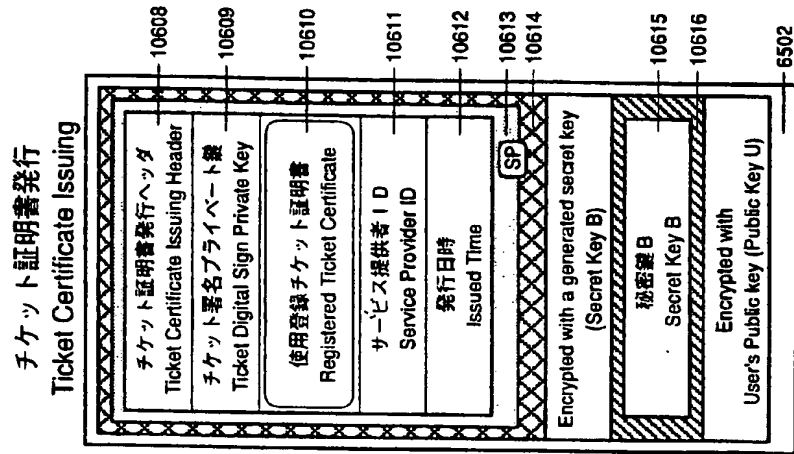 チケット証明書発行
Ticket Certificate Issuing
チケット証明書発行ヘッダ
Ticket Certificate Issuing Header
10608
チケット署名プライベート鍵
Ticket Digital Sign Private Key
10609
使用登録チケット証明書
Registered Ticket Certificate
10610
サービス提供者ID
Service Provider ID
10611
発行日時
Issued Time
10612
SP
10613
10614
Encrypted with a generated secret key
(Secret Key B)
秘密鍵B
Secret Key B
10615
10616
Encrypted with
User's Public key (Public Key U)
6502